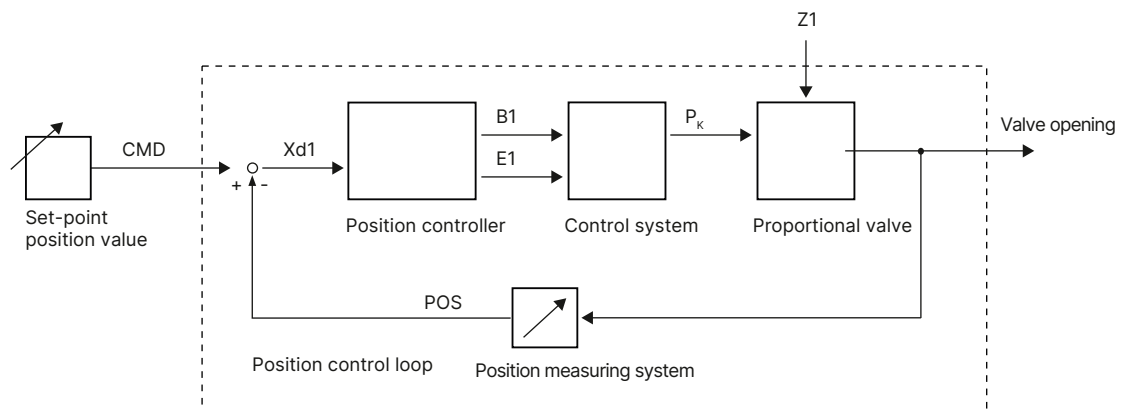 Z1
B1
P_K
Valve opening
CMD
Xd1
E1
+ -
Set-point
position value
Position controller
Control system
Proportional valve
POS
Position control loop
Position measuring system